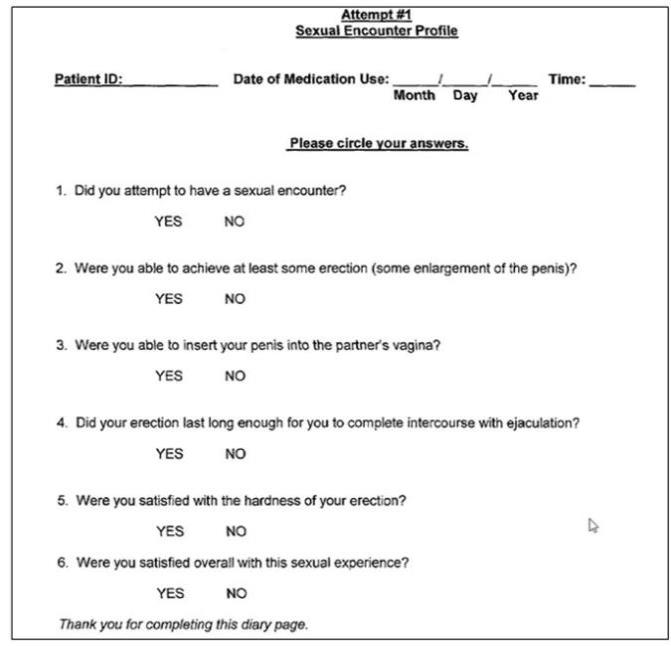 Attempt #1
Sexual Encounter Profile
Patient ID:____________ Date of Medication Use: ______/______/______ Time: ______
Month Day Year
Please circle your answers.
1. Did you attempt to have a sexual encounter?
YES NO
2. Were you able to achieve at least some erection (some enlargement of the penis)?
YES NO
3. Were you able to insert your penis into the partner's vagina?
YES NO
4. Did your erection last long enough for you to complete intercourse with ejaculation?
YES NO
5. Were you satisfied with the hardness of your erection?
YES NO
6. Were you satisfied overall with this sexual experience?
YES NO
Thank you for completing this diary page.